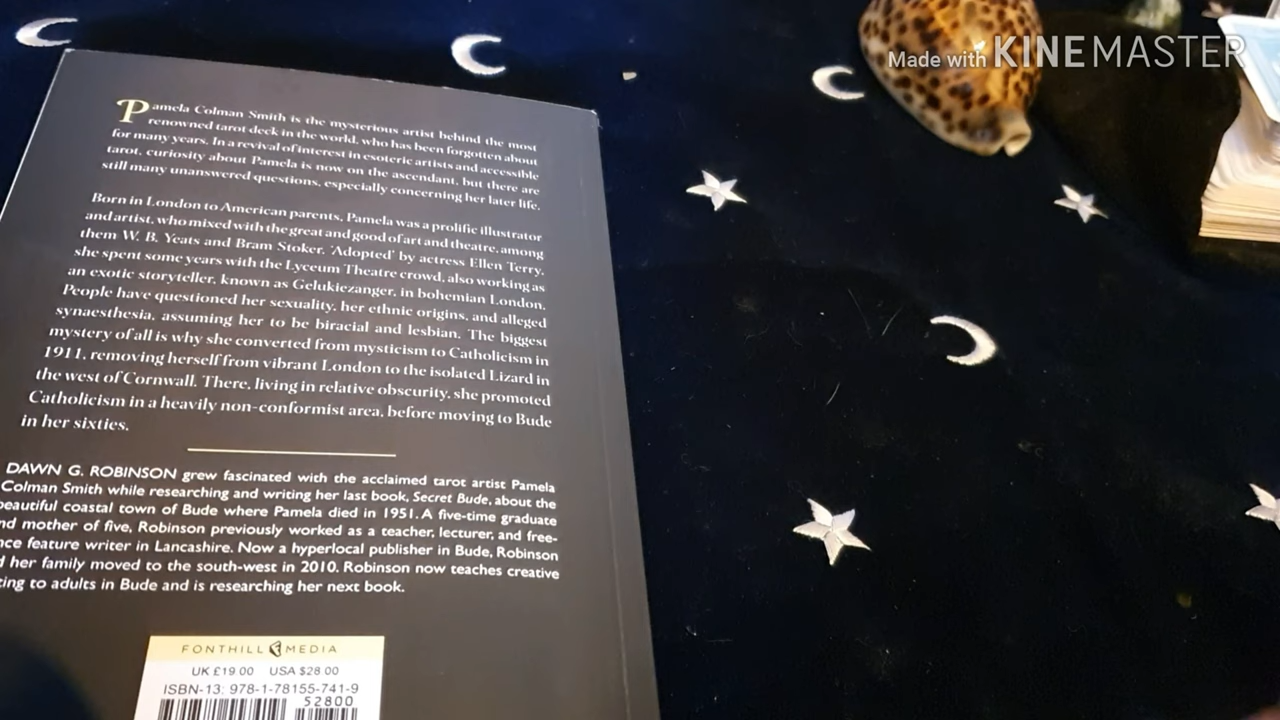 Made with KINEMASTER
Pamela Colman Smith is the mysterious artist behind the most
renowned tarot deck in the world, who has been forgotten about
for many years. In a revival of interest in esoteric artists and accessible
tarot, curiosity about Pamela is now on the ascendant, but there are
still many unanswered questions, especially concerning her later life.
Born in London to American parents, Pamela was a prolific illustrator
and artist, who mixed with the great and good of art and theatre, among
them W. B. Yeats and Bram Stoker. 'Adopted' by actress Ellen Terry,
she spent some years with the Lyceum Theatre crowd, also working as
an exotic storyteller, known as Gelukiezanger, in bohemian London.
People have questioned her sexuality, her ethnic origins, and alleged
synaesthesia, assuming her to be biracial and lesbian. The biggest
mystery of all is why she converted from mysticism to Catholicism in
1911, removing herself from vibrant London to the isolated Lizard in
the west of Cornwall. There, living in relative obscurity, she promoted
Catholicism in a heavily non-conformist area, before moving to Bude
in her sixties.
DAWN G. ROBINSON grew fascinated with the acclaimed tarot artist Pamela
Colman Smith while researching and writing her last book, Secret Bude, about the
beautiful coastal town of Bude where Pamela died in 1951. A five-time graduate
nd mother of five, Robinson previously worked as a teacher, lecturer, and free-
nce feature writer in Lancashire. Now a hyperlocal publisher in Bude, Robinson
d her family moved to the south-west in 2010. Robinson now teaches creative
ting to adults in Bude and is researching her next book.
FONTHILL MEDIA
UK £19.00 USA $28.00
ISBN-13: 978-1-78155-741-9
52800